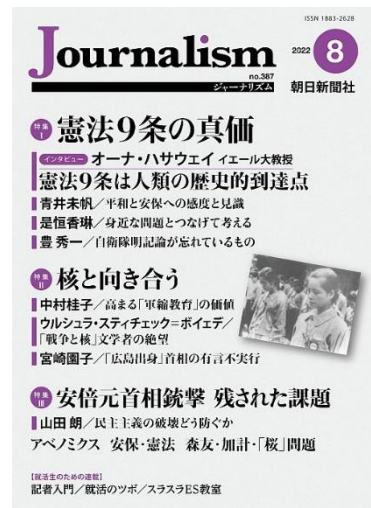 ISSN 1883-2628
Journalism
2022 8
no.387
ジャーナリズム
朝日新聞社
特集Ⅰ 憲法9条の真価
インタビュー オーナ・ハサウェイ イエール大教授
憲法9条は人類の歴史的到達点
青井未帆/平和と安保への感度と見識
是恒香琳/身近な問題とつなげて考える
豊 秀一/自衛隊明記論が忘れているもの
特集Ⅱ 核と向き合う
中村桂子/高まる「軍縮教育」の価値
ウルシュラ・スティチェック=ボイェデ/
「戦争と核」文学者の絶望
宮崎園子/「広島出身」首相の有言不実行
特集Ⅲ 安倍元首相銃撃 残された課題
山田 朗/民主主義の破壊どう防ぐか
アベノミクス 安保・憲法 森友・加計・「桜」問題
【就活生のための連載】
記者入門/就活のツボ/スラスラES教室